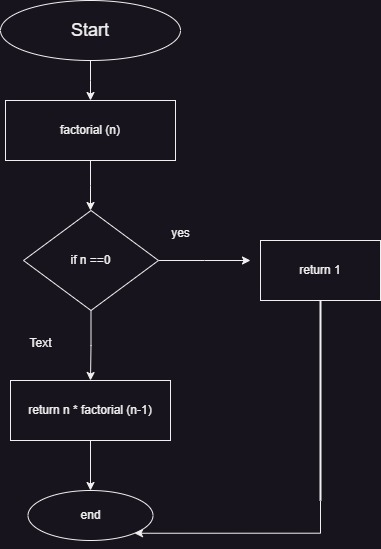 Start
factorial (n)
if n ==0
yes
return 1
Text
return n * factorial (n-1)
end